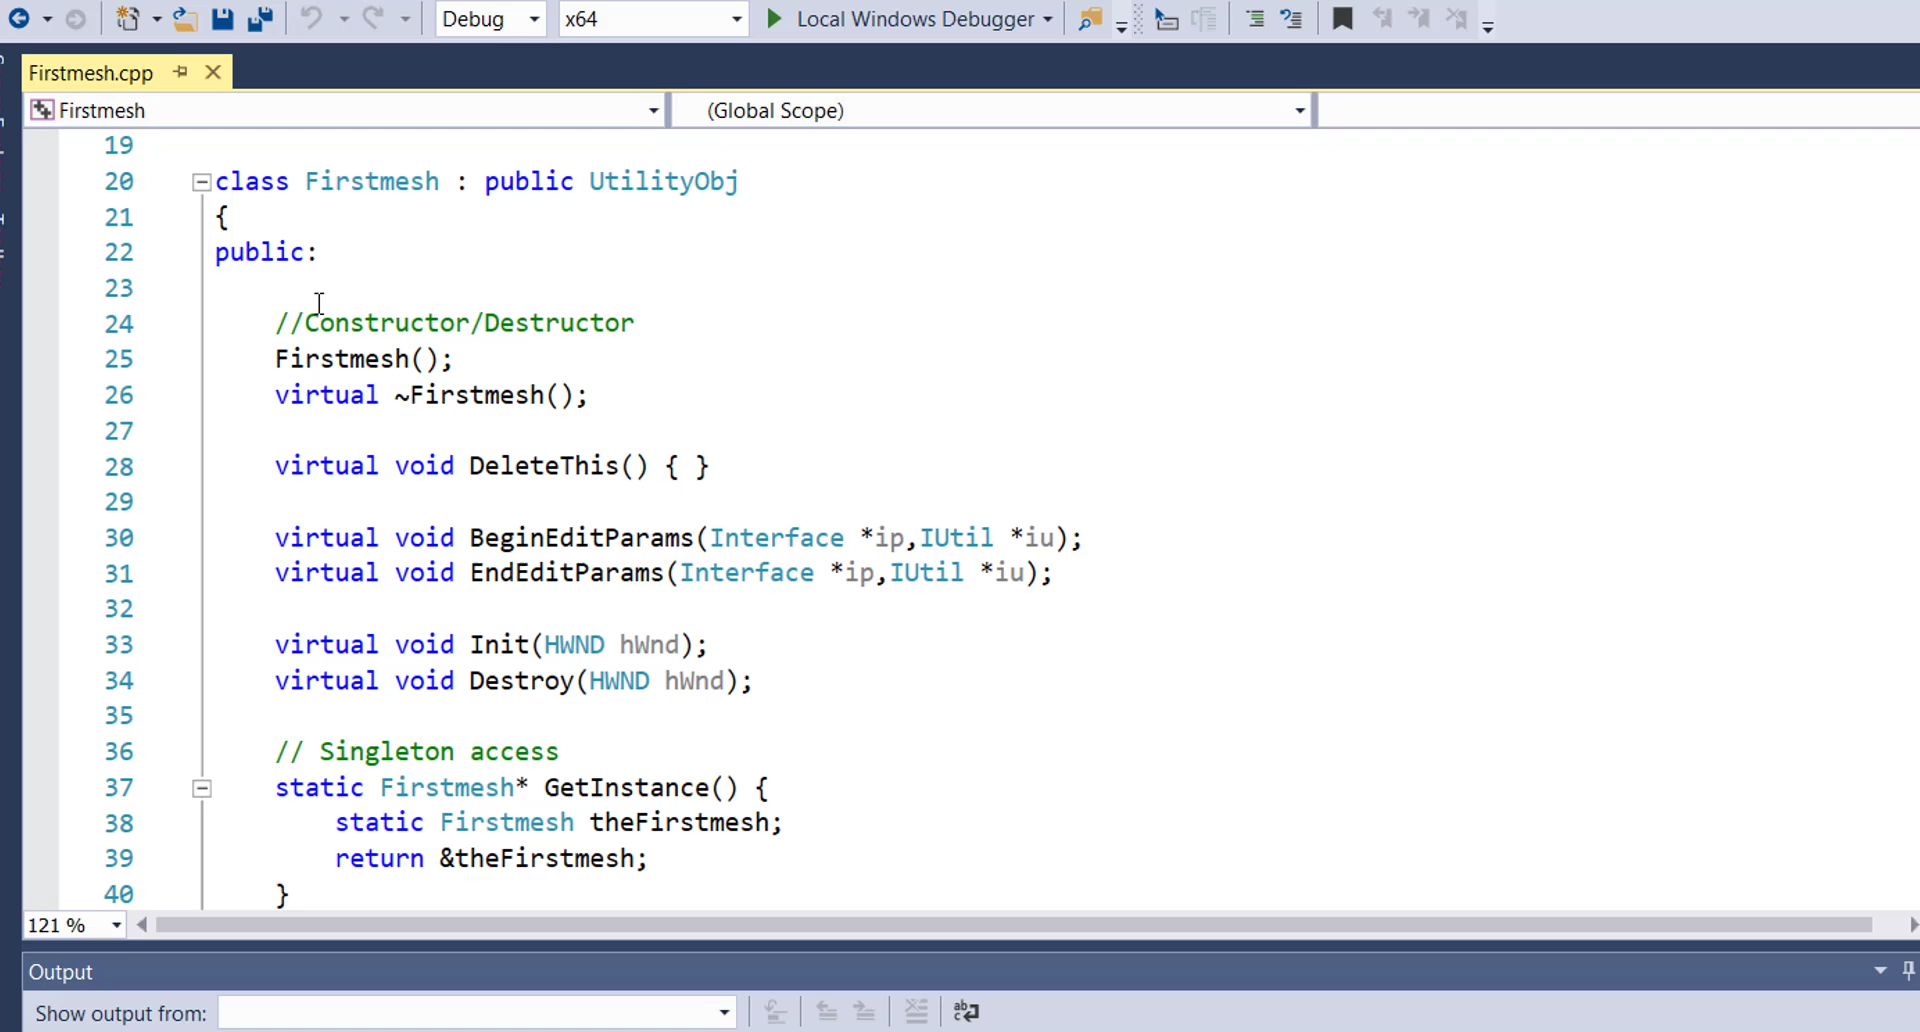 Debug x64 Local Windows Debugger
Firstmesh.cpp
Firstmesh (Global Scope)
19
20 class Firstmesh : public UtilityObj
21 {
22 public:
23
24 //Constructor/Destructor
25 Firstmesh();
26 virtual ~Firstmesh();
27
28 virtual void DeleteThis() { }
29
30 virtual void BeginEditParams(Interface *ip,IUtil *iu);
31 virtual void EndEditParams(Interface *ip,IUtil *iu);
32
33 virtual void Init(HWND hWnd);
34 virtual void Destroy(HWND hWnd);
35
36 // Singleton access
37 static Firstmesh* GetInstance() {
38 static Firstmesh theFirstmesh;
39 return &theFirstmesh;
40 }
121 %
Output
Show output from: